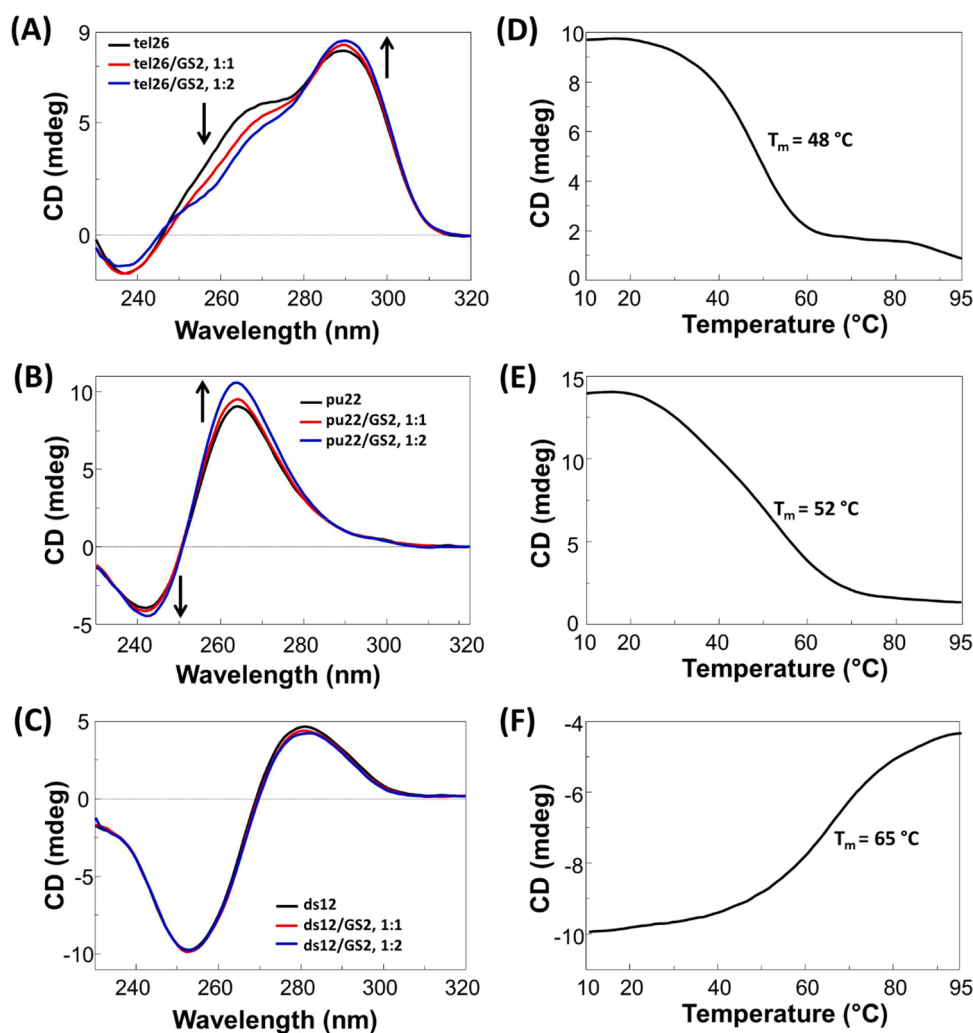 (A)
CD (mdeg)
9
5
0
tel26
tel26/GS2, 1:1
tel26/GS2, 1:2
240 260 280 300 320
Wavelength (nm)
(D)
CD (mdeg)
10
8
6
4
2
0
Tm = 48 °C
10 20 40 60 80 95
Temperature (°C)
(B)
CD (mdeg)
10
5
0
-5
pu22
pu22/GS2, 1:1
pu22/GS2, 1:2
240 260 280 300 320
Wavelength (nm)
(E)
CD (mdeg)
15
10
5
0
Tm = 52 °C
10 20 40 60 80 95
Temperature (°C)
(C)
CD (mdeg)
5
0
-5
-10
ds12
ds12/GS2, 1:1
ds12/GS2, 1:2
240 260 280 300 320
Wavelength (nm)
(F)
CD (mdeg)
-4
-6
-8
-10
Tm = 65 °C
10 20 40 60 80 95
Temperature (°C)